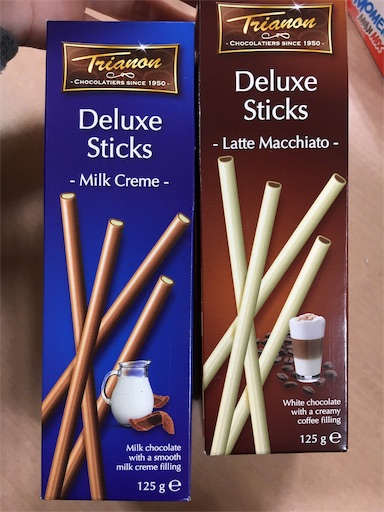 Trianon
- CHOCOLATIERS SINCE 1950 -
Deluxe
Sticks
- Milk Creme -
Milk chocolate
with a smooth
milk creme filling
125 g e
Trianon
- CHOCOLATIERS SINCE 1950 -
Deluxe
Sticks
- Latte Macchiato -
White chocolate
with a creamy
coffee filling
125 g e